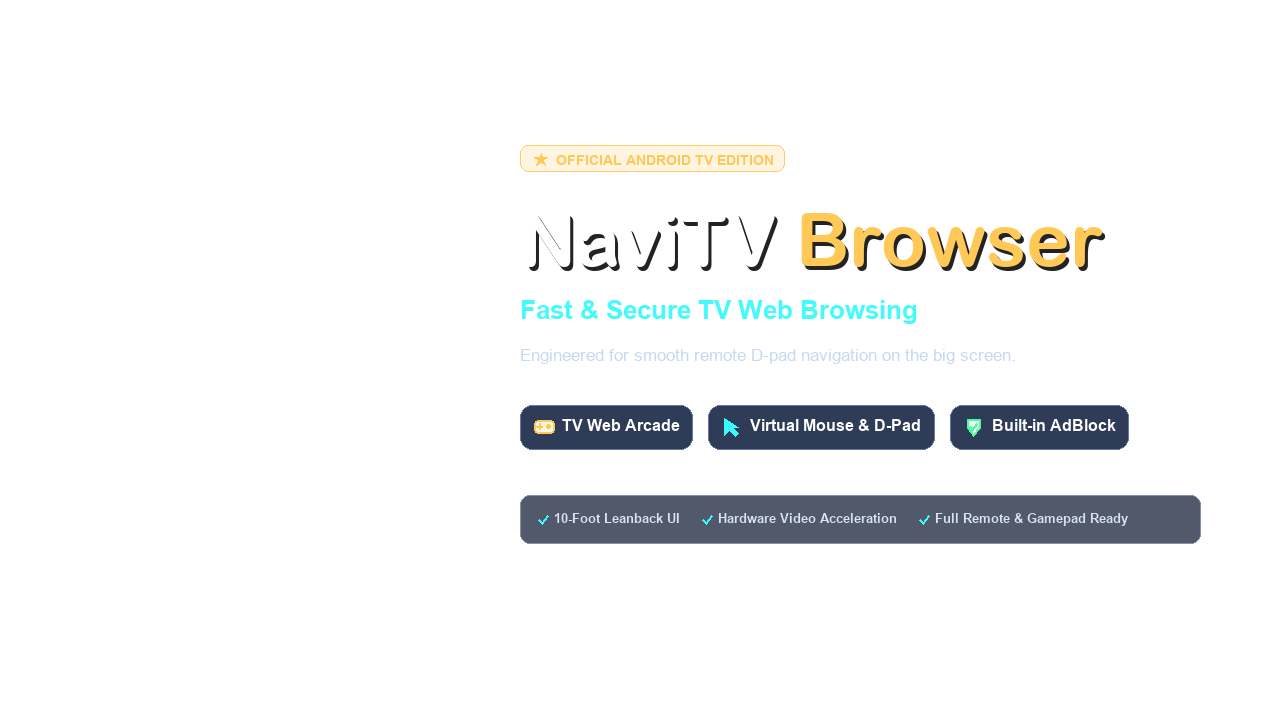 ★ OFFICIAL ANDROID TV EDITION
NaviTV Browser
Fast & Secure TV Web Browsing
Engineered for smooth remote D-pad navigation on the big screen.
TV Web Arcade
Virtual Mouse & D-Pad
Built-in AdBlock
✓ 10-Foot Leanback UI ✓ Hardware Video Acceleration ✓ Full Remote & Gamepad Ready